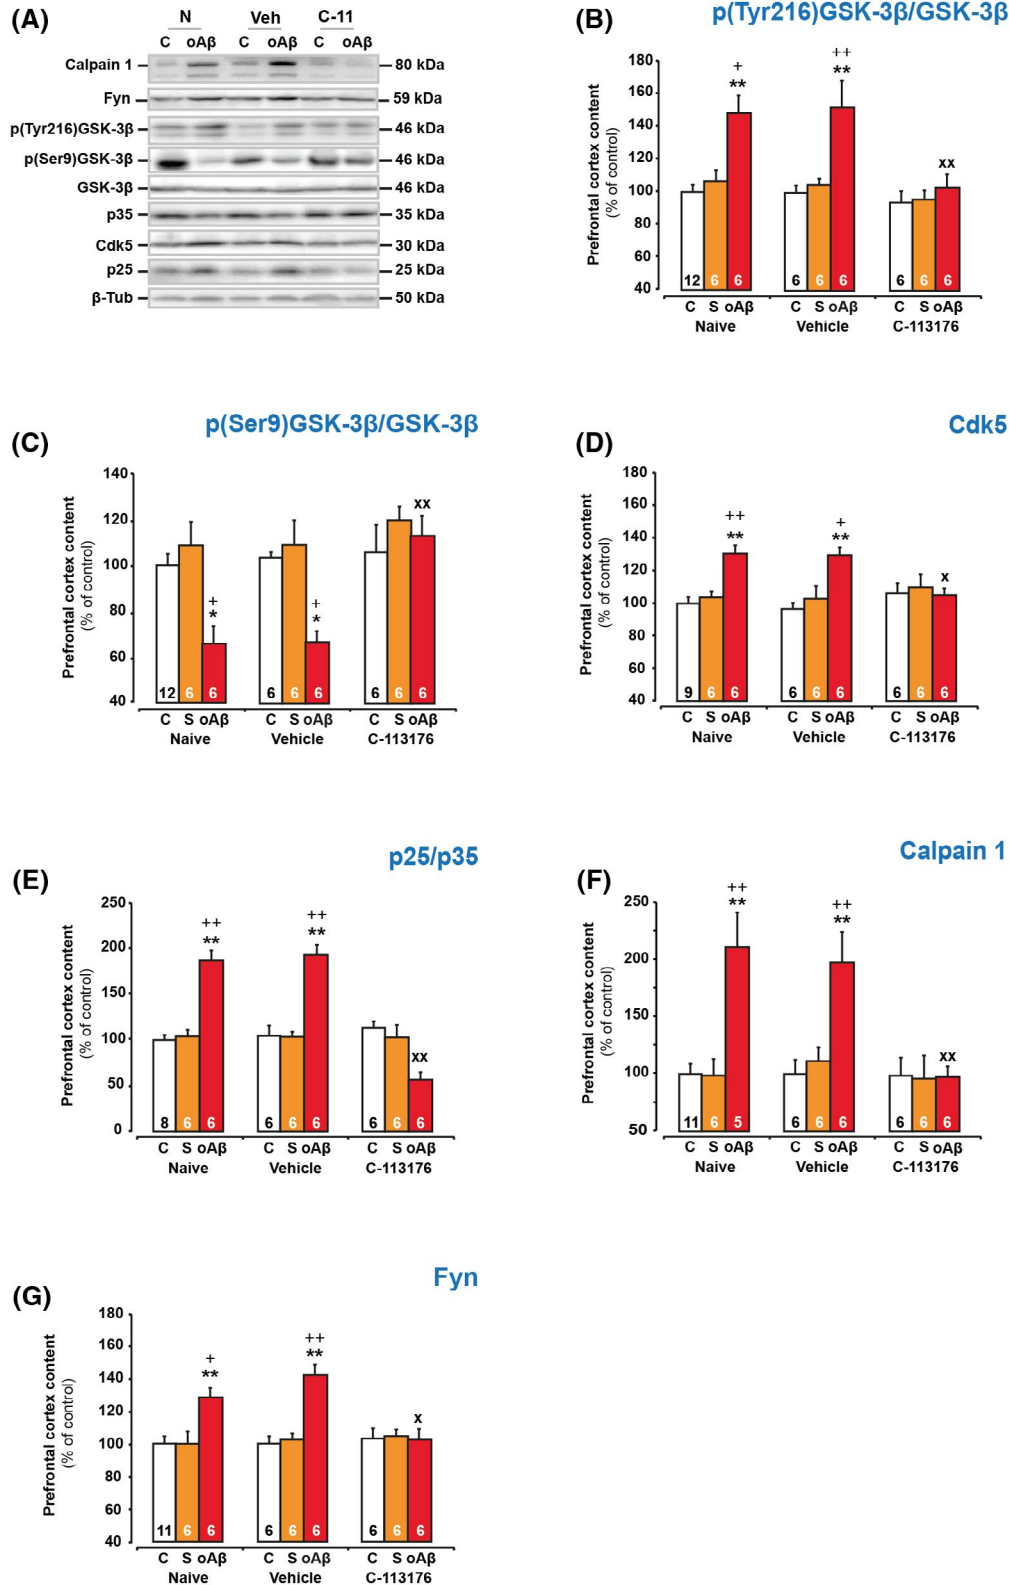 (A)
N Veh C-11
C oAβ C oAβ C oAβ
Calpain 1 80 kDa
Fyn 59 kDa
p(Tyr216)GSK-3β 46 kDa
p(Ser9)GSK-3β 46 kDa
GSK-3β 46 kDa
p35 35 kDa
Cdk5 30 kDa
p25 25 kDa
β-Tub 50 kDa
(B)
p(Tyr216)GSK-3β/GSK-3β
Prefrontal cortex content
(% of control)
180
160
140
120
100
80
60
40
+
**
++
**
xx
12 6 6 6 6 6 6 6 6
C S oAβ C S oAβ C S oAβ
Naive Vehicle C-113176
(C)
p(Ser9)GSK-3β/GSK-3β
Prefrontal cortex content
(% of control)
140
120
100
80
60
40
+
*
+
*
xx
12 6 6 6 6 6 6 6 6
C S oAβ C S oAβ C S oAβ
Naive Vehicle C-113176
(D)
Cdk5
Prefrontal cortex content
(% of control)
180
160
140
120
100
80
60
40
++
**
+
**
x
9 6 6 6 6 6 6 6 6
C S oAβ C S oAβ C S oAβ
Naive Vehicle C-113176
(E)
p25/p35
Prefrontal cortex content
(% of control)
250
200
150
100
50
0
++
**
++
**
xx
8 6 6 6 6 6 6 6 6
C S oAβ C S oAβ C S oAβ
Naive Vehicle C-113176
(F)
Calpain 1
Prefrontal cortex content
(% of control)
250
200
150
100
50
++
**
++
**
xx
11 6 5 6 6 6 6 6 6
C S oAβ C S oAβ C S oAβ
Naive Vehicle C-113176
(G)
Fyn
Prefrontal cortex content
(% of control)
180
160
140
120
100
80
60
40
+
**
++
**
x
11 6 6 6 6 6 6 6 6
C S oAβ C S oAβ C S oAβ
Naive Vehicle C-113176